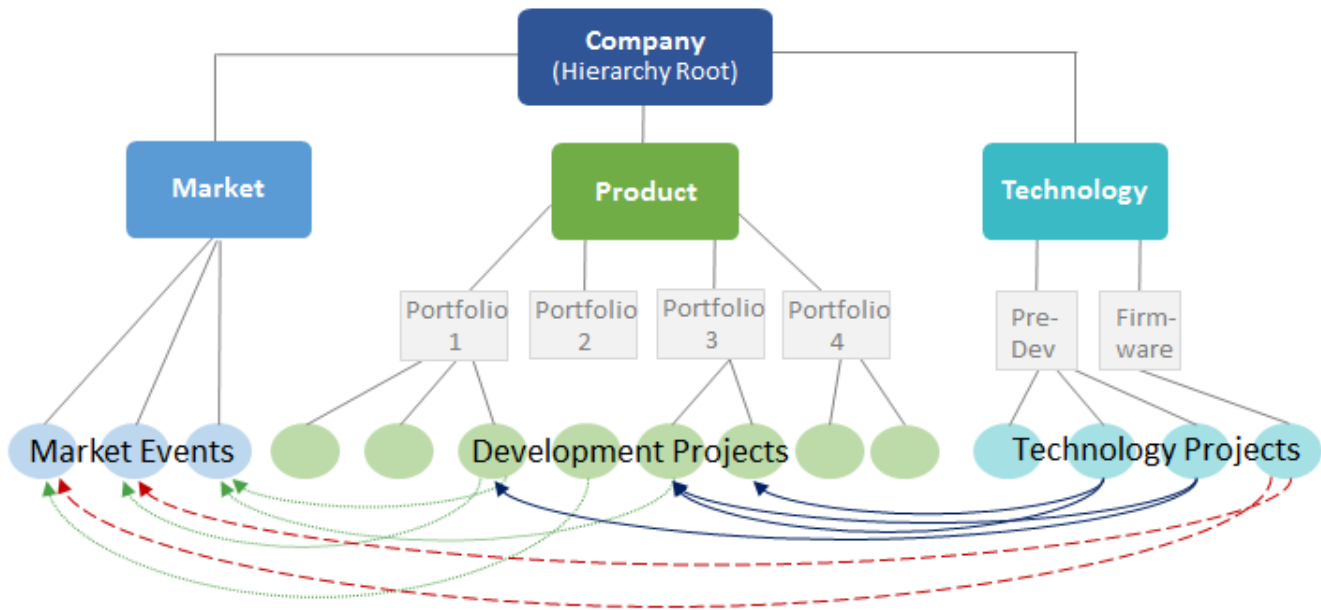 Company
(Hierarchy Root)
Market
Product
Technology
Portfolio
1
Portfolio
2
Portfolio
3
Portfolio
4
Pre-
Dev
Firm-
ware
Market Events
Development Projects
Technology Projects